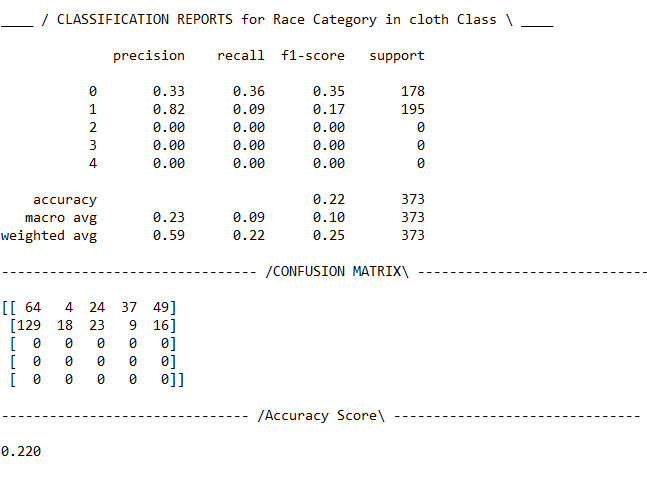 ____ / CLASSIFICATION REPORTS for Race Category in cloth Class \ ____
precision recall f1-score support
0 0.33 0.36 0.35 178
1 0.82 0.09 0.17 195
2 0.00 0.00 0.00 0
3 0.00 0.00 0.00 0
4 0.00 0.00 0.00 0
accuracy 0.22 373
macro avg 0.23 0.09 0.10 373
weighted avg 0.59 0.22 0.25 373
-------------------------------- /CONFUSION MATRIX\ -----------------------------
[[ 64 4 24 37 49]
[129 18 23 9 16]
[ 0 0 0 0 0]
[ 0 0 0 0 0]
[ 0 0 0 0 0]]
------------------------------- /Accuracy Score\ -------------------------------
0.220